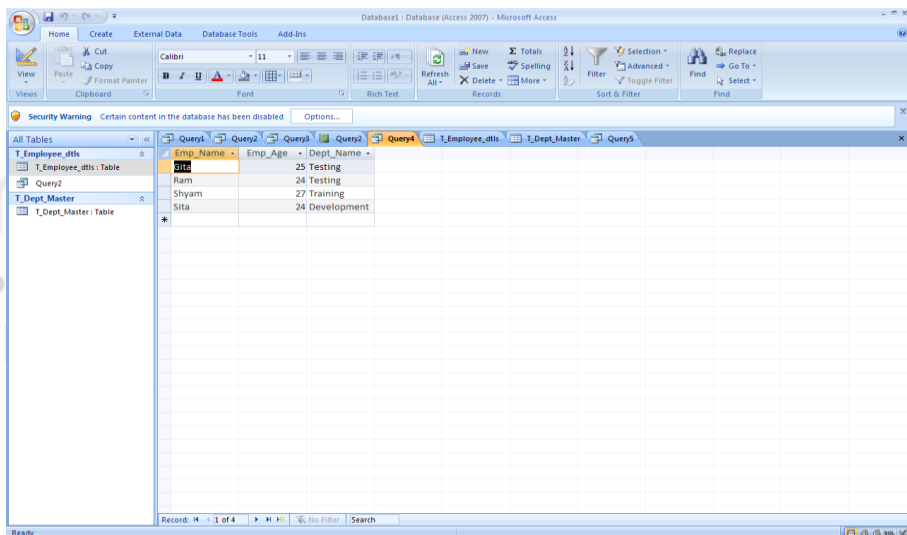 Database1 : Database (Access 2007) - Microsoft Access
Home Create External Data Database Tools Add-Ins
View
Views
Paste
Cut
Copy
Format Painter
Clipboard
Calibri 11
B I U A
Font
Rich Text
Refresh All
New
Save
Delete
Totals
Spelling
More
Records
Filter
Selection
Advanced
Toggle Filter
Sort & Filter
Find
Replace
Go To
Select
Find
Security Warning Certain content in the database has been disabled Options...
All Tables
T_Employee_dtls
T_Employee_dtls : Table
Query2
T_Dept_Master
T_Dept_Master : Table
Query1 Query2 Query3 Query2 Query4 T_Employee_dtls T_Dept_Master Query5
Emp_Name Emp_Age Dept_Name
Gita 25 Testing
Ram 24 Testing
Shyam 27 Training
Sita 24 Development
Record: 1 of 4 No Filter Search
Ready SQL